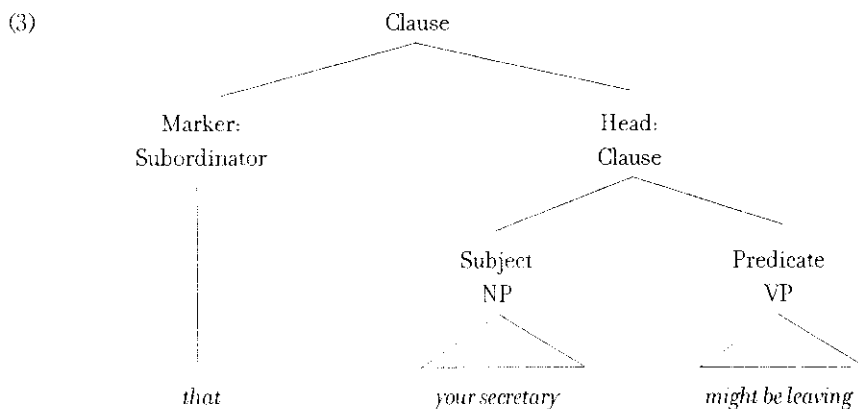 (3) Clause
Marker: Head:
Subordinator Clause
Subject Predicate
NP VP
that your secretary might be leaving